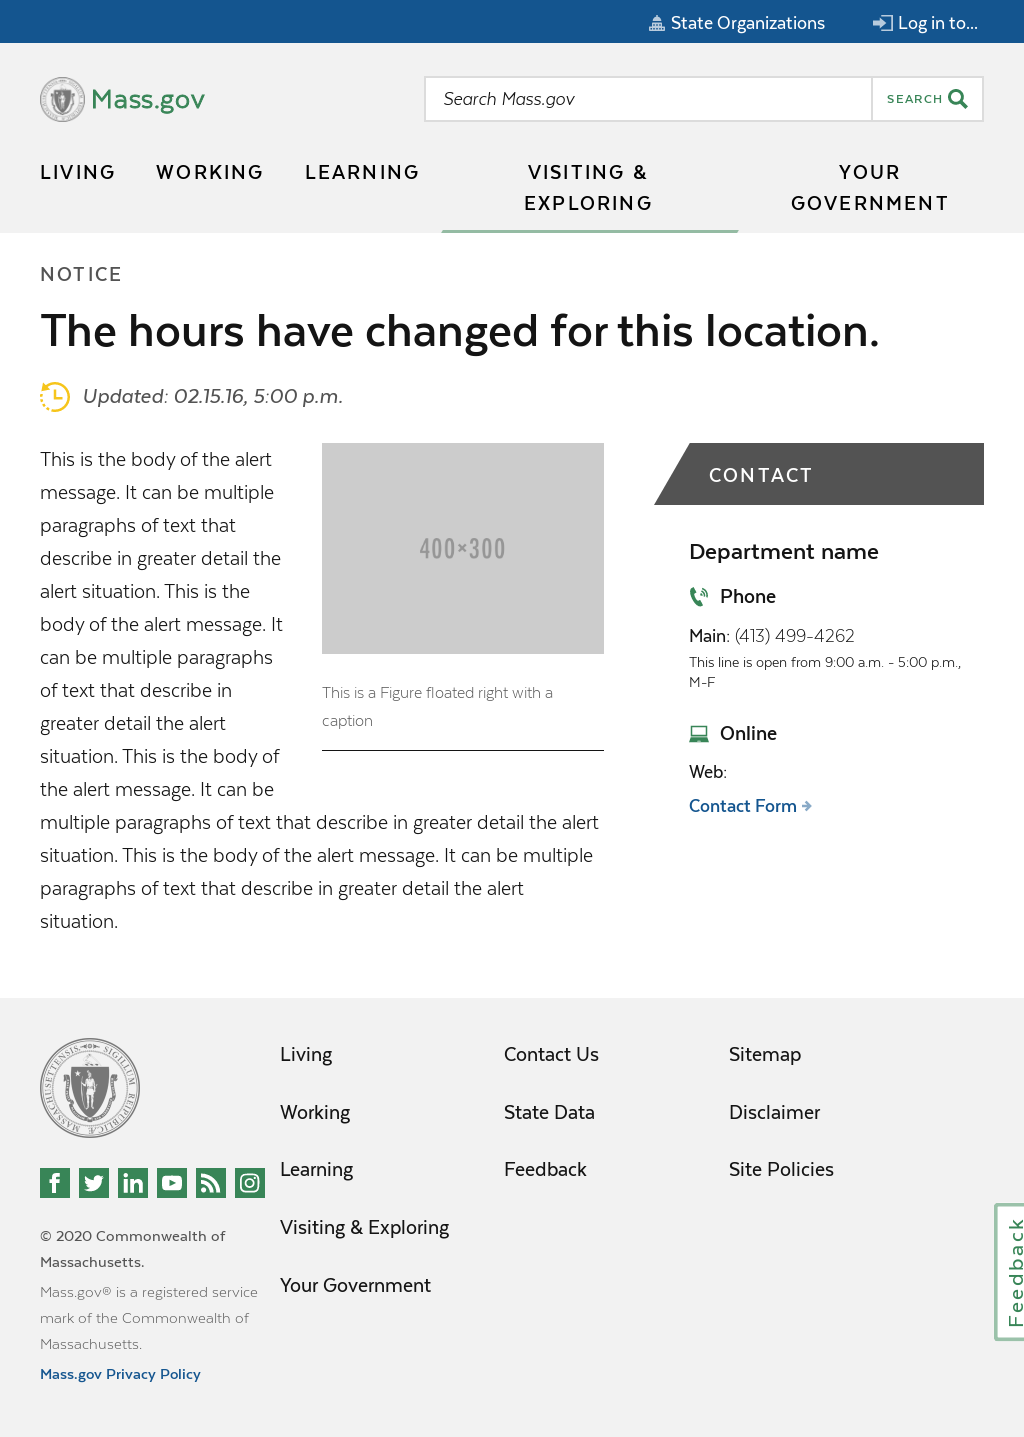 State Organizations
Log in to...
Mass.gov
Search Mass.gov
SEARCH
LIVING
WORKING
LEARNING
VISITING &
EXPLORING
YOUR
GOVERNMENT
NOTICE
The hours have changed for this location.
Updated: 02.15.16, 5:00 p.m.
This is the body of the alert
message. It can be multiple
paragraphs of text that
describe in greater detail the
alert situation. This is the
body of the alert message. It
can be multiple paragraphs
of text that describe in
greater detail the alert
situation. This is the body of
the alert message. It can be
multiple paragraphs of text that describe in greater detail the alert
situation. This is the body of the alert message. It can be multiple
paragraphs of text that describe in greater detail the alert
situation.
400×300
This is a Figure floated right with a
caption
CONTACT
Department name
Phone
Main: (413) 499-4262
This line is open from 9:00 a.m. - 5:00 p.m.,
M-F
Online
Web:
Contact Form
Living
Working
Learning
Visiting & Exploring
Your Government
Contact Us
State Data
Feedback
Sitemap
Disclaimer
Site Policies
© 2020 Commonwealth of
Massachusetts.
Mass.gov® is a registered service
mark of the Commonwealth of
Massachusetts.
Mass.gov Privacy Policy
Feedback